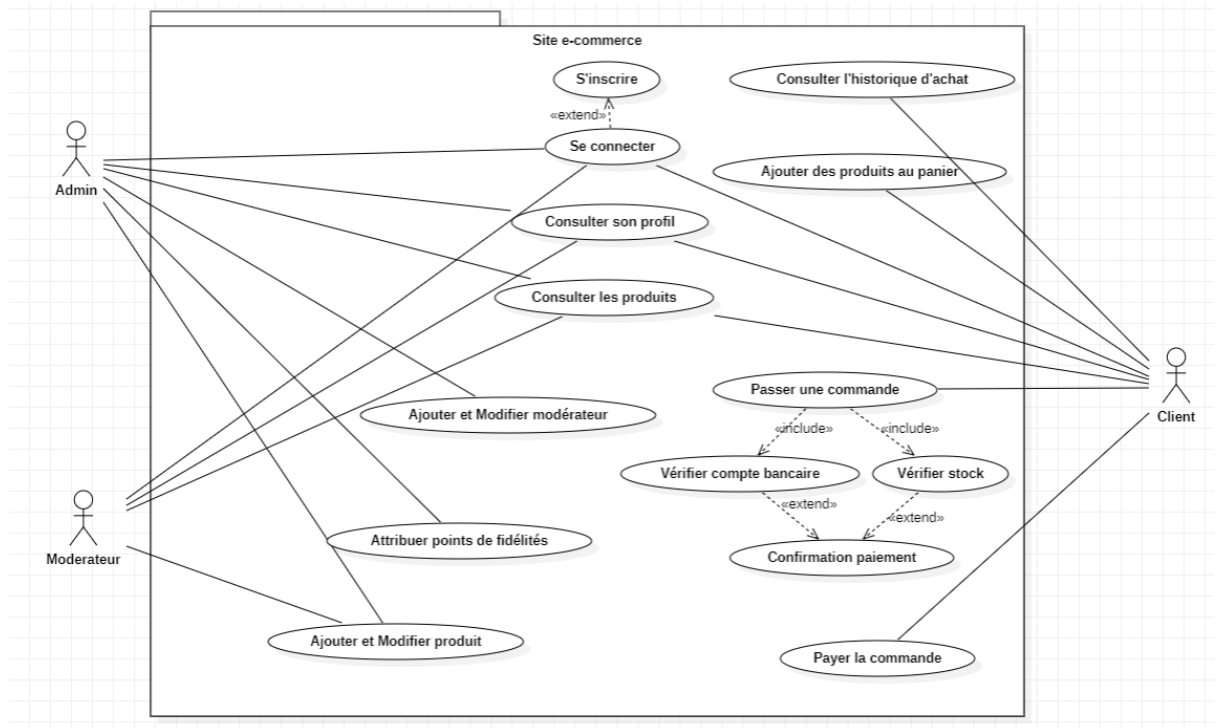 Site e-commerce
S'inscrire
Consulter l'historique d'achat
«extend»
Se connecter
Admin
Ajouter des produits au panier
Consulter son profil
Consulter les produits
Passer une commande
Client
Ajouter et Modifier modérateur
«include»
«include»
Vérifier compte bancaire
Vérifier stock
«extend»
«extend»
Moderateur
Attribuer points de fidélités
Confirmation paiement
Ajouter et Modifier produit
Payer la commande